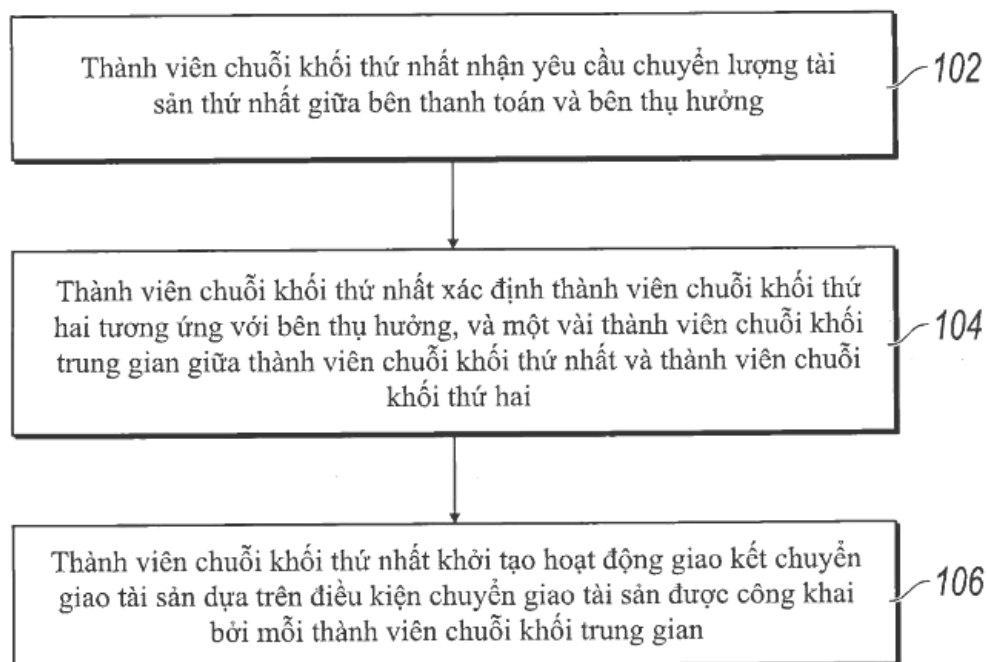 Thành viên chuỗi khối thứ nhất nhận yêu cầu chuyển lượng tài
sản thứ nhất giữa bên thanh toán và bên thụ hưởng
102
Thành viên chuỗi khối thứ nhất xác định thành viên chuỗi khối thứ
hai tương ứng với bên thụ hưởng, và một vài thành viên chuỗi khối
trung gian giữa thành viên chuỗi khối thứ nhất và thành viên chuỗi
khối thứ hai
104
Thành viên chuỗi khối thứ nhất khởi tạo hoạt động giao kết chuyển
giao tài sản dựa trên điều kiện chuyển giao tài sản được công khai
bởi mỗi thành viên chuỗi khối trung gian
106